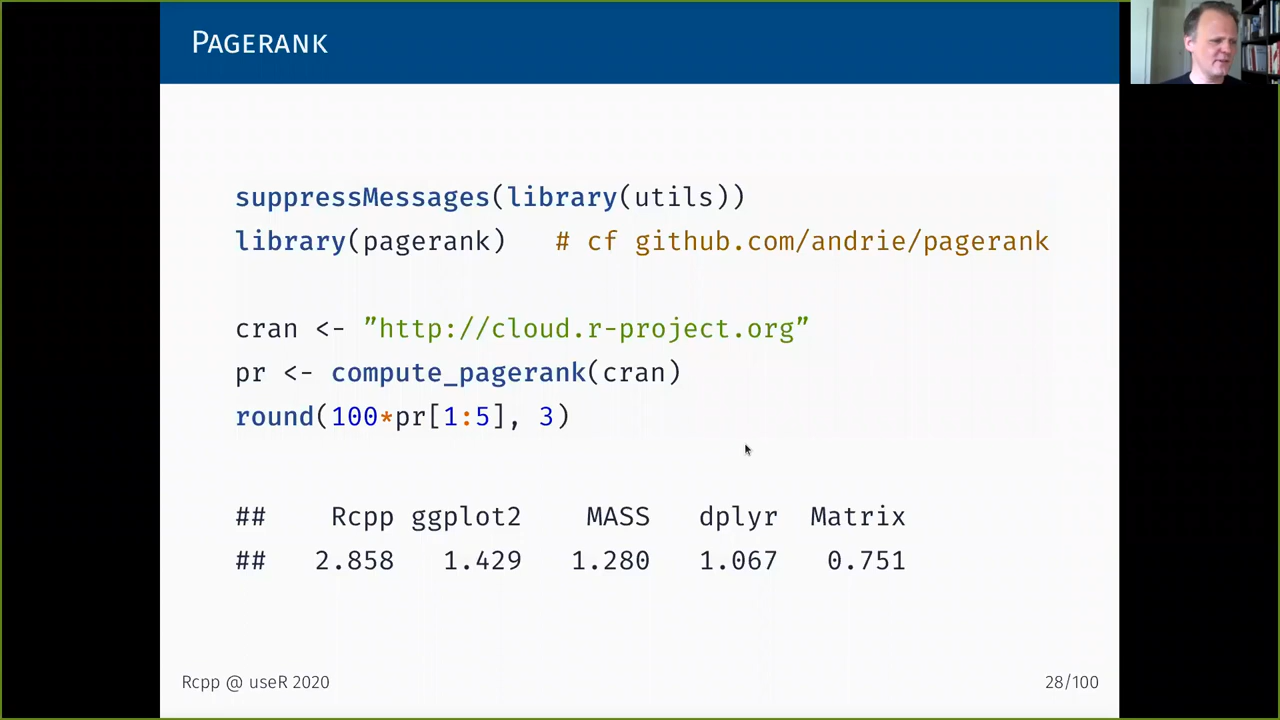 PAGERANK
suppressMessages(library(utils))
library(pagerank)   # cf github.com/andrie/pagerank
cran <- ”http://cloud.r-project.org”
pr <- compute_pagerank(cran)
round(100*pr[1:5], 3)
##    Rcpp ggplot2    MASS   dplyr  Matrix
##   2.858   1.429   1.280   1.067   0.751
Rcpp @ useR 2020
28/100